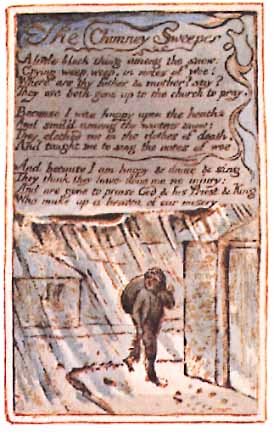 The Chimney Sweeper
A little black thing among the snow:
Crying weep, weep, in notes of woe!
Where are thy father & mother? say?
They are both gone up to the church to pray.
Because I was happy upon the heath,
And smil'd among the winters snow:
They clothed me in the clothes of death,
And taught me to sing the notes of woe
And because I am happy & dance & sing,
They think they have done me no injury:
And are gone to praise God & his Priest & King
Who make up a heaven of our misery